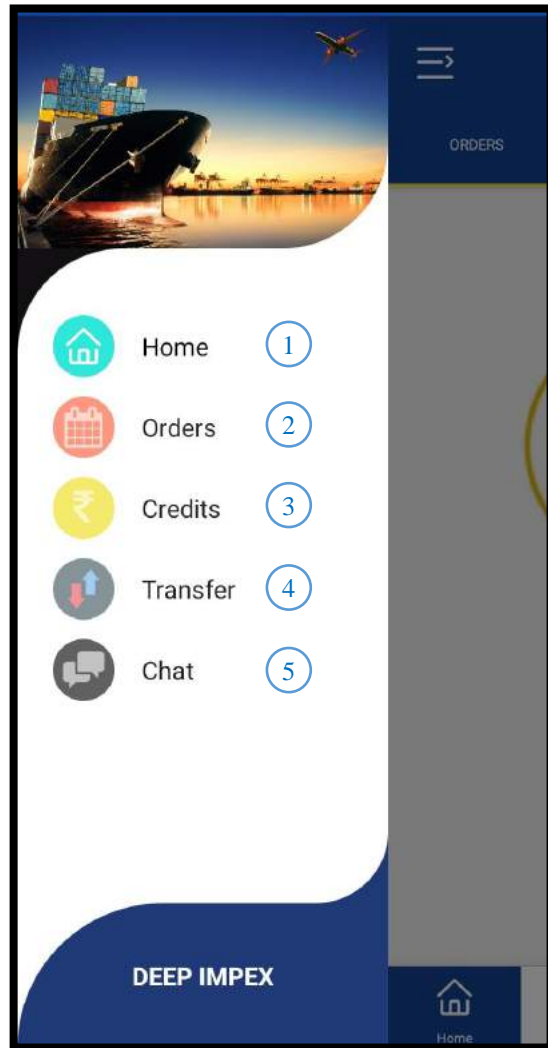 ORDERS
Home 1
Orders 2
Credits 3
Transfer 4
Chat 5
DEEP IMPEX
Home